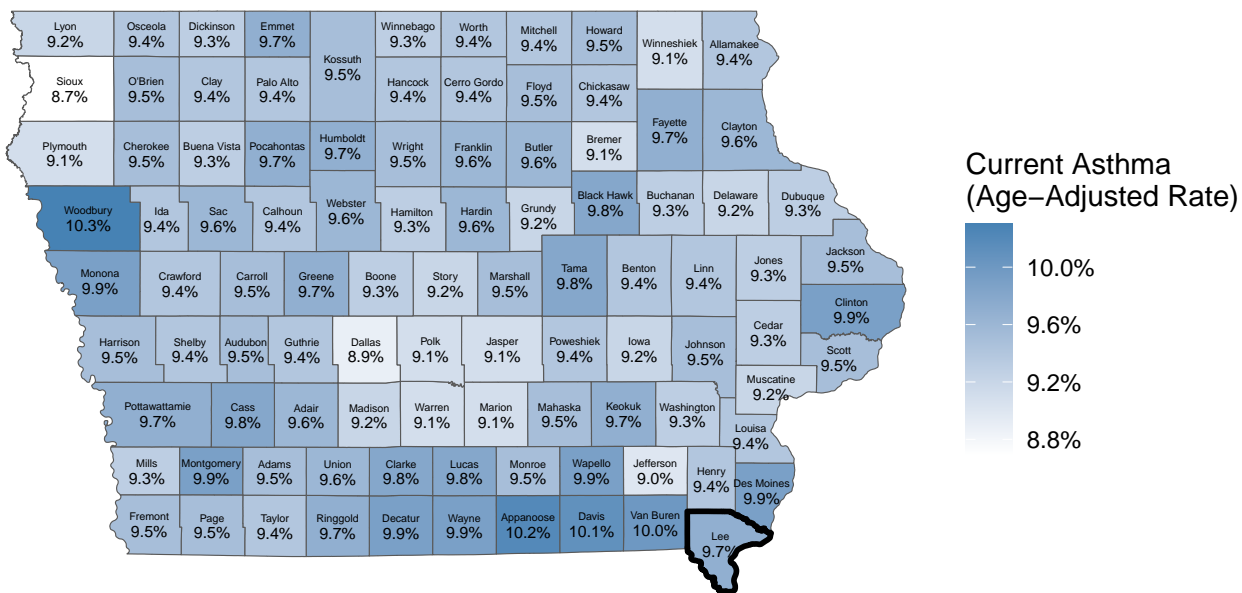 Lyon
9.2%
Osceola
9.4%
Dickinson
9.3%
Emmet
9.7%
Kossuth
9.5%
Winnebago
9.3%
Worth
9.4%
Mitchell
9.4%
Howard
9.5%
Winneshiek
9.1%
Allamakee
9.4%
Sioux
8.7%
O'Brien
9.5%
Clay
9.4%
Palo Alto
9.4%
Hancock
9.4%
Cerro Gordo
9.4%
Floyd
9.5%
Chickasaw
9.4%
Fayette
9.7%
Clayton
9.6%
Plymouth
9.1%
Cherokee
9.5%
Buena Vista
9.3%
Pocahontas
9.7%
Humboldt
9.7%
Wright
9.5%
Franklin
9.6%
Butler
9.6%
Bremer
9.1%
Woodbury
10.3%
Ida
9.4%
Sac
9.6%
Calhoun
9.4%
Webster
9.6%
Hamilton
9.3%
Hardin
9.6%
Grundy
9.2%
Black Hawk
9.8%
Buchanan
9.3%
Delaware
9.2%
Dubuque
9.3%
Monona
9.9%
Crawford
9.4%
Carroll
9.5%
Greene
9.7%
Boone
9.3%
Story
9.2%
Marshall
9.5%
Tama
9.8%
Benton
9.4%
Linn
9.4%
Jones
9.3%
Jackson
9.5%
Clinton
9.9%
Harrison
9.5%
Shelby
9.4%
Audubon
9.5%
Guthrie
9.4%
Dallas
8.9%
Polk
9.1%
Jasper
9.1%
Poweshiek
9.4%
Iowa
9.2%
Johnson
9.5%
Cedar
9.3%
Scott
9.5%
Muscatine
9.2%
Pottawattamie
9.7%
Cass
9.8%
Adair
9.6%
Madison
9.2%
Warren
9.1%
Marion
9.1%
Mahaska
9.5%
Keokuk
9.7%
Washington
9.3%
Louisa
9.4%
Mills
9.3%
Montgomery
9.9%
Adams
9.5%
Union
9.6%
Clarke
9.8%
Lucas
9.8%
Monroe
9.5%
Wapello
9.9%
Jefferson
9.0%
Henry
9.4%
Des Moines
9.9%
Fremont
9.5%
Page
9.5%
Taylor
9.4%
Ringgold
9.7%
Decatur
9.9%
Wayne
9.9%
Appanoose
10.2%
Davis
10.1%
Van Buren
10.0%
Lee
9.7%
Current Asthma
(Age−Adjusted Rate)
10.0%
9.6%
9.2%
8.8%